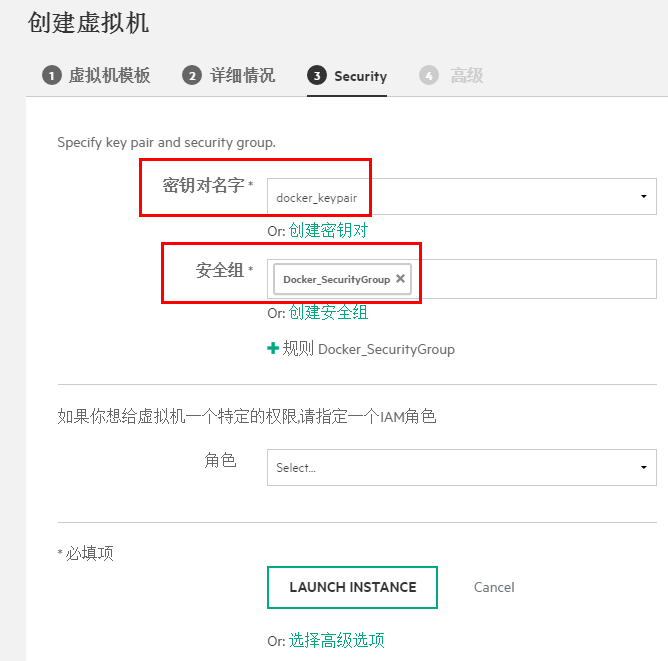 创建虚拟机
1 虚拟机模板 2 详细情况 3 Security 4 高级
Specify key pair and security group.
密钥对名字 * docker_keypair
Or: 创建密钥对
安全组 * Docker_SecurityGroup ×
Or: 创建安全组
+ 规则 Docker_SecurityGroup
如果你想给虚拟机一个特定的权限,请指定一个IAM角色
角色 Select...
* 必填项
LAUNCH INSTANCE Cancel
Or: 选择高级选项